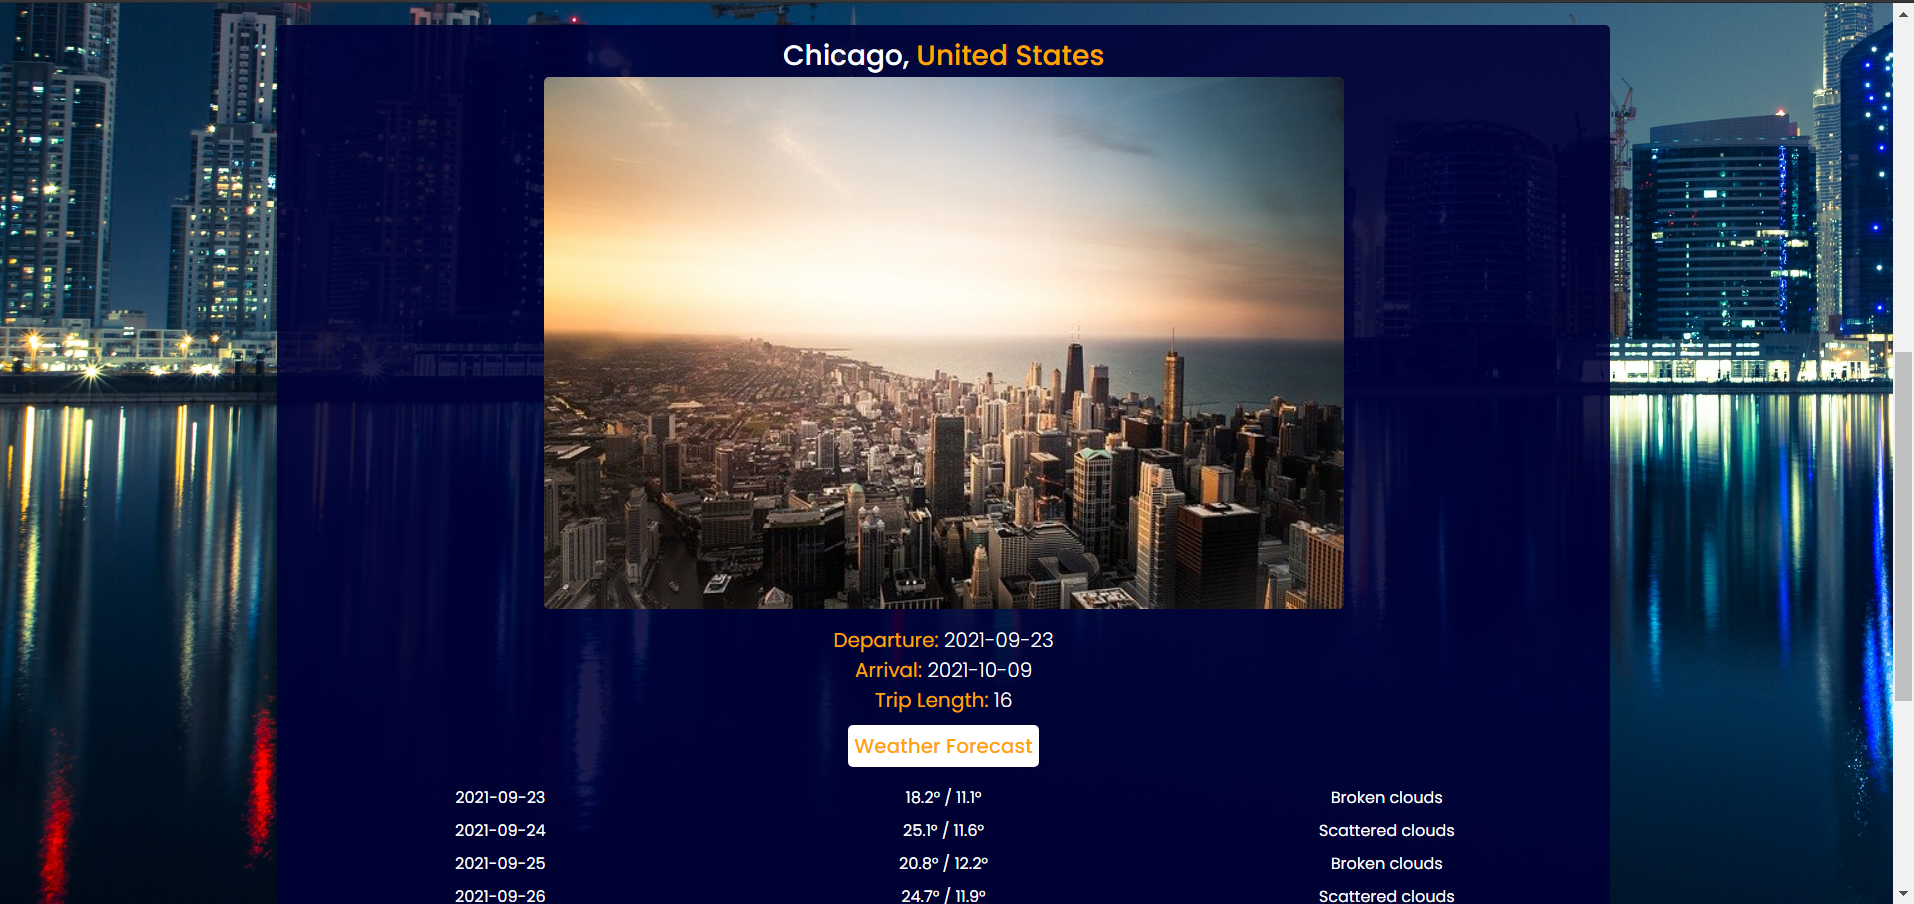 Chicago, United States
Departure: 2021-09-23
Arrival: 2021-10-09
Trip Length: 16
Weather Forecast
2021-09-23 18.2° / 11.1° Broken clouds
2021-09-24 25.1° / 11.6° Scattered clouds
2021-09-25 20.8° / 12.2° Broken clouds
2021-09-26 24.7° / 11.9° Scattered clouds